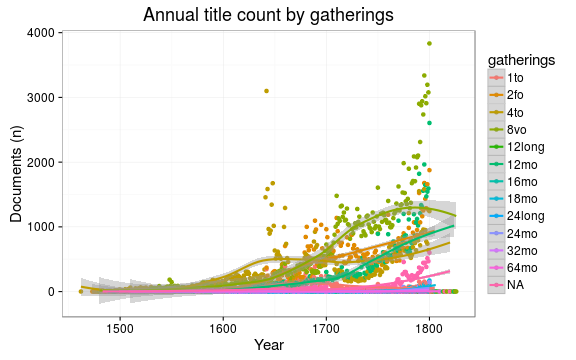 Annual title count by gatherings
4000
3000
2000
1000
0
Documents (n)
1500
1600
1700
1800
Year
gatherings
1to
2fo
4to
8vo
12long
12mo
16mo
18mo
24long
24mo
32mo
64mo
NA